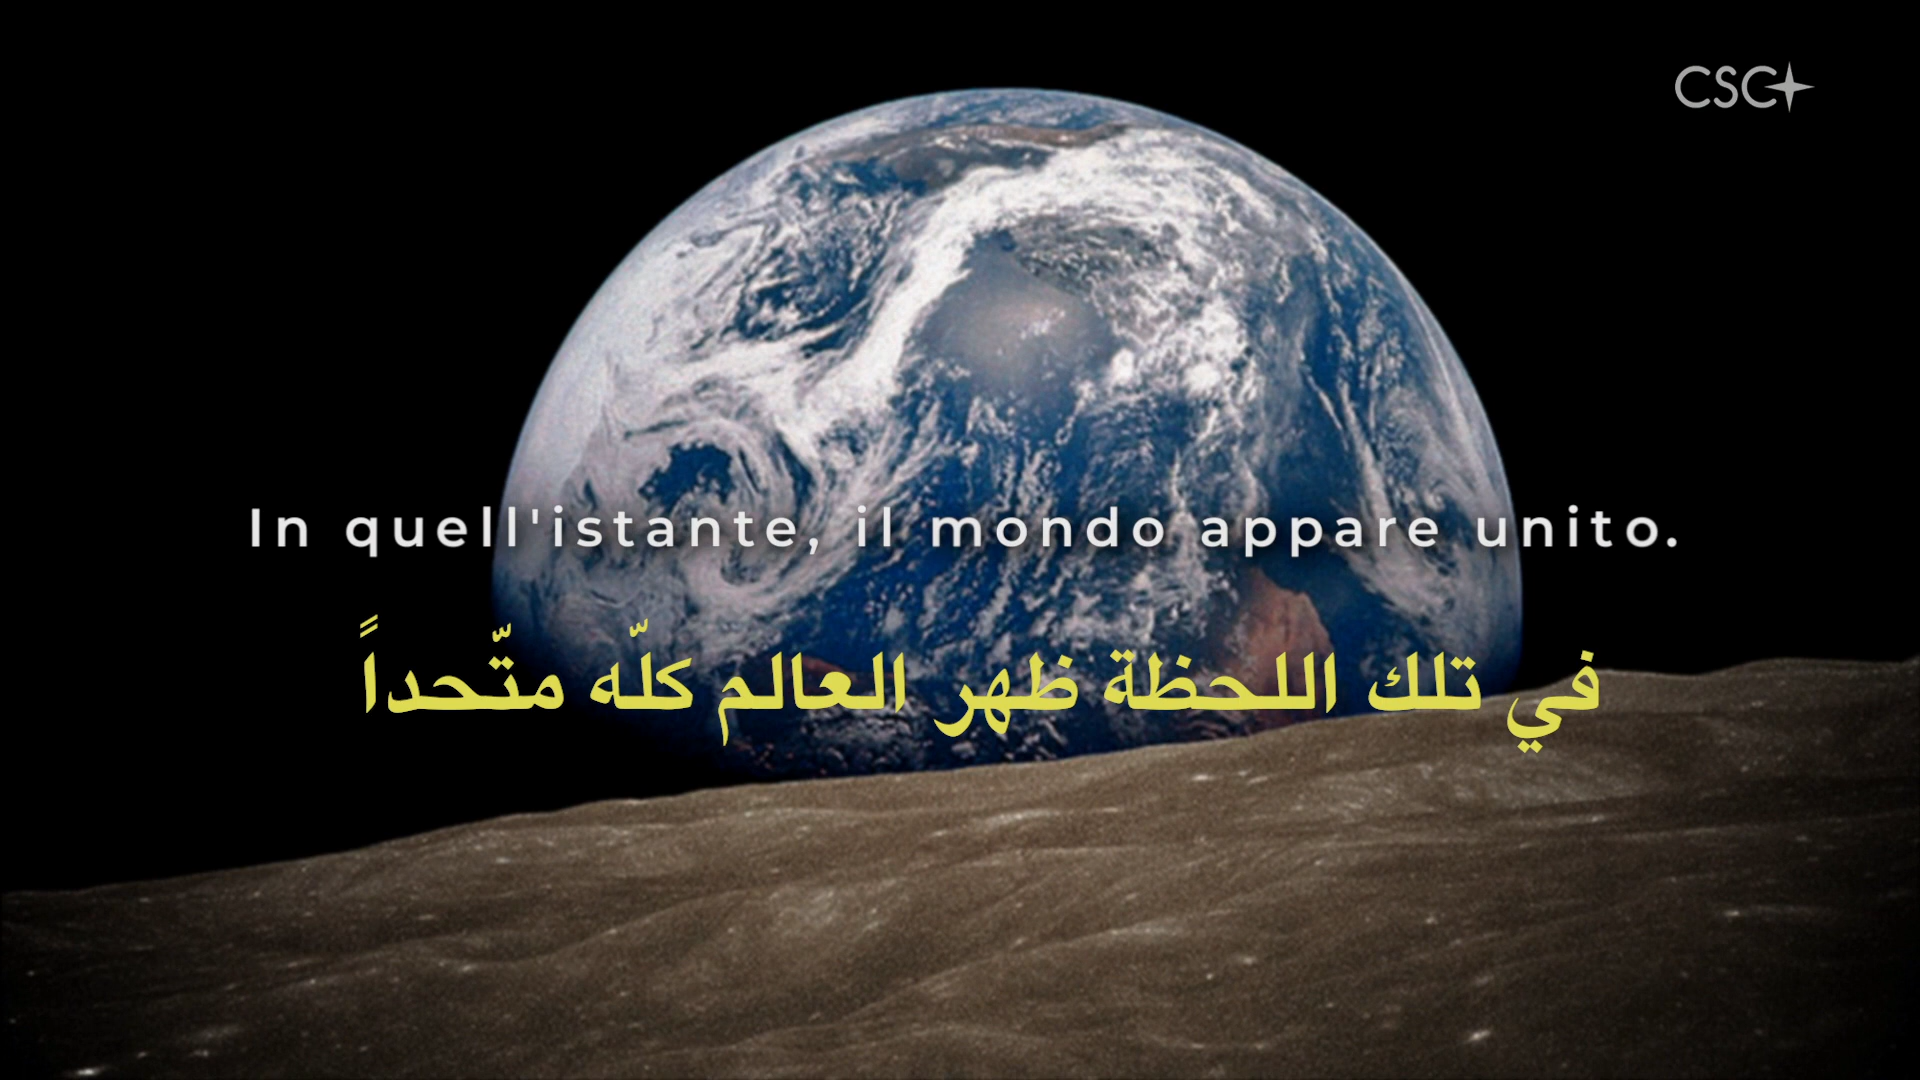 CSC
In quell'istante, il mondo appare unito.
في تلك اللحظة ظهر العالم كلّه متّحداً